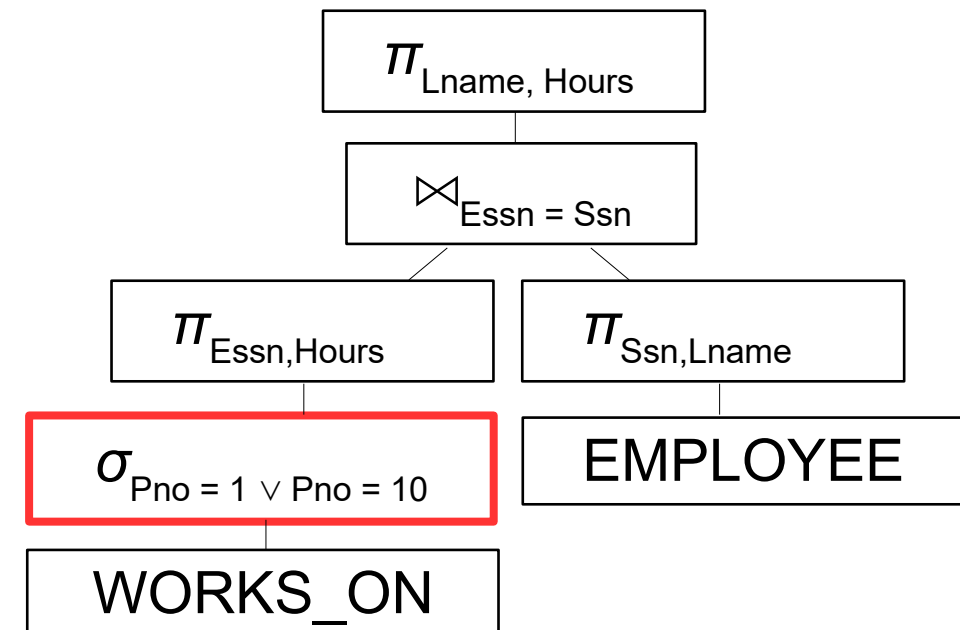 π Lname, Hours
⋈ Essn = Ssn
π Essn,Hours
π Ssn,Lname
σ Pno = 1 ∨ Pno = 10
EMPLOYEE
WORKS_ON